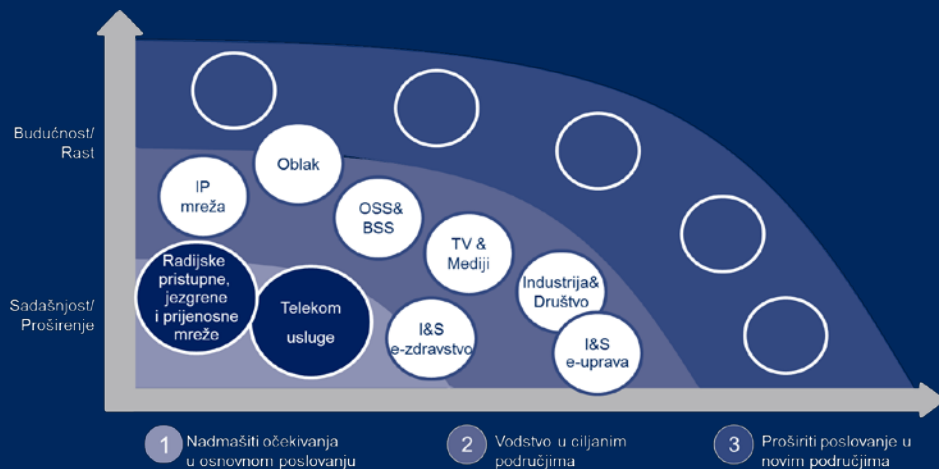 Budućnost/
Rast
Sadašnjost/
Proširenje
Oblak
IP
mreža
OSS&
BSS
TV &
Mediji
Industrija&
Društvo
Radijske
pristupne,
jezgrene
i prijenosne
mreže
Telekom
usluge
I&S
e-zdravstvo
I&S
e-uprava
1
Nadmašiti očekivanja
u osnovnom poslovanju
2
Vodstvo u ciljanim
područjima
3
Proširiti poslovanje u
novim područjima